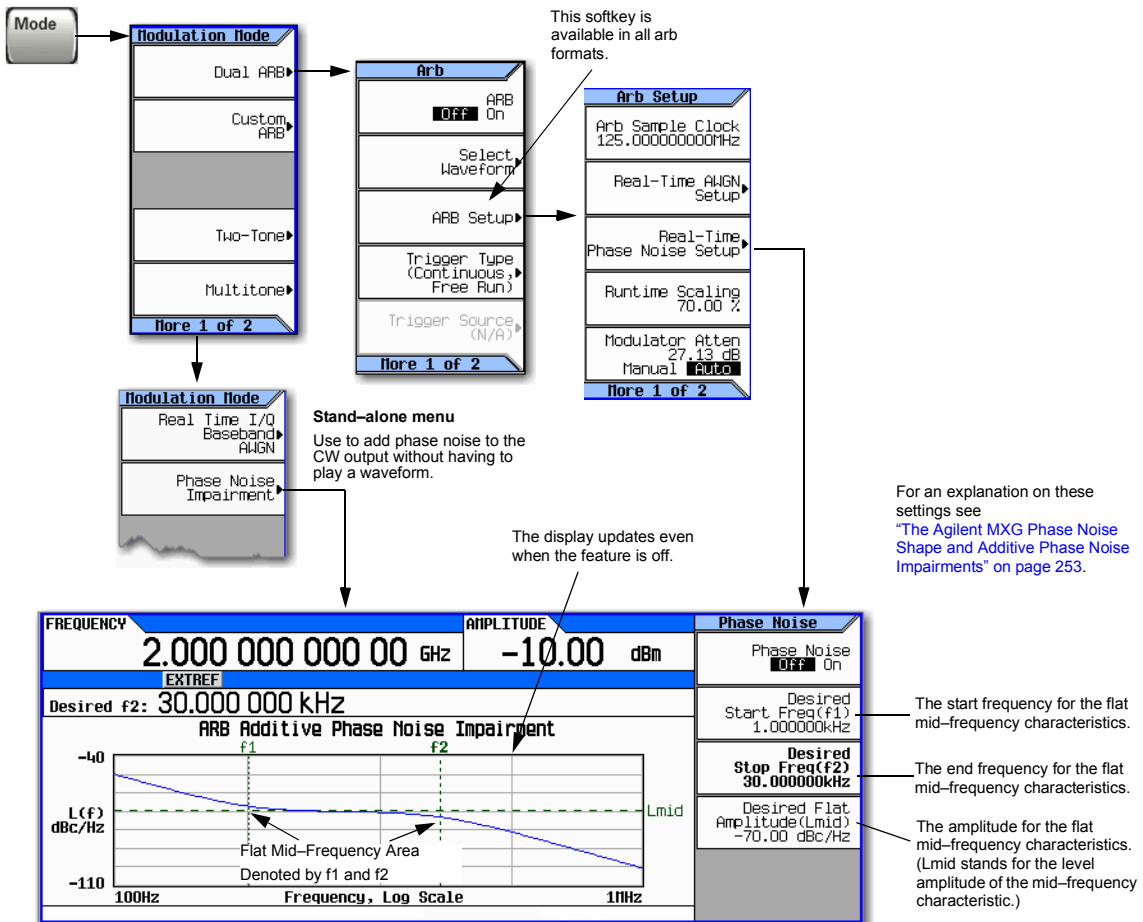 Mode
Modulation Mode
Dual ARB
Custom
ARB
Two-Tone
Multitone
More 1 of 2
Arb
ARB
Off On
Select
Waveform
ARB Setup
Trigger Type
(Continuous,
Free Run)
Trigger Source
(N/A)
More 1 of 2
This softkey is
available in all arb
formats.
Arb Setup
Arb Sample Clock
125.000000000MHz
Real-Time AWGN
Setup
Real-Time
Phase Noise Setup
Runtime Scaling
70.00 %
Modulator Atten
27.13 dB
Manual Auto
More 1 of 2
Modulation Mode
Real Time I/Q
Baseband
AWGN
Phase Noise
Impairment
Stand–alone menu
Use to add phase noise to the
CW output without having to
play a waveform.
The display updates even
when the feature is off.
For an explanation on these
settings see
“The Agilent MXG Phase Noise
Shape and Additive Phase Noise
Impairments” on page 253.
FREQUENCY
2.000 000 000 00 GHz
AMPLITUDE
-10.00 dBm
EXTREF
Desired f2: 30.000 000 kHz
ARB Additive Phase Noise Impairment
f1 f2
-40
L(f)
dBc/Hz
Lmid
-110
Flat Mid–Frequency Area
Denoted by f1 and f2
100Hz Frequency, Log Scale 1MHz
Phase Noise
Phase Noise
Off On
Desired
Start Freq(f1)
1.000000kHz
Desired
Stop Freq(f2)
30.000000kHz
Desired Flat
Amplitude(Lmid)
-70.00 dBc/Hz
The start frequency for the flat
mid–frequency characteristics.
The end frequency for the flat
mid–frequency characteristics.
The amplitude for the flat
mid–frequency characteristics.
(Lmid stands for the level
amplitude of the mid–frequency
characteristic.)